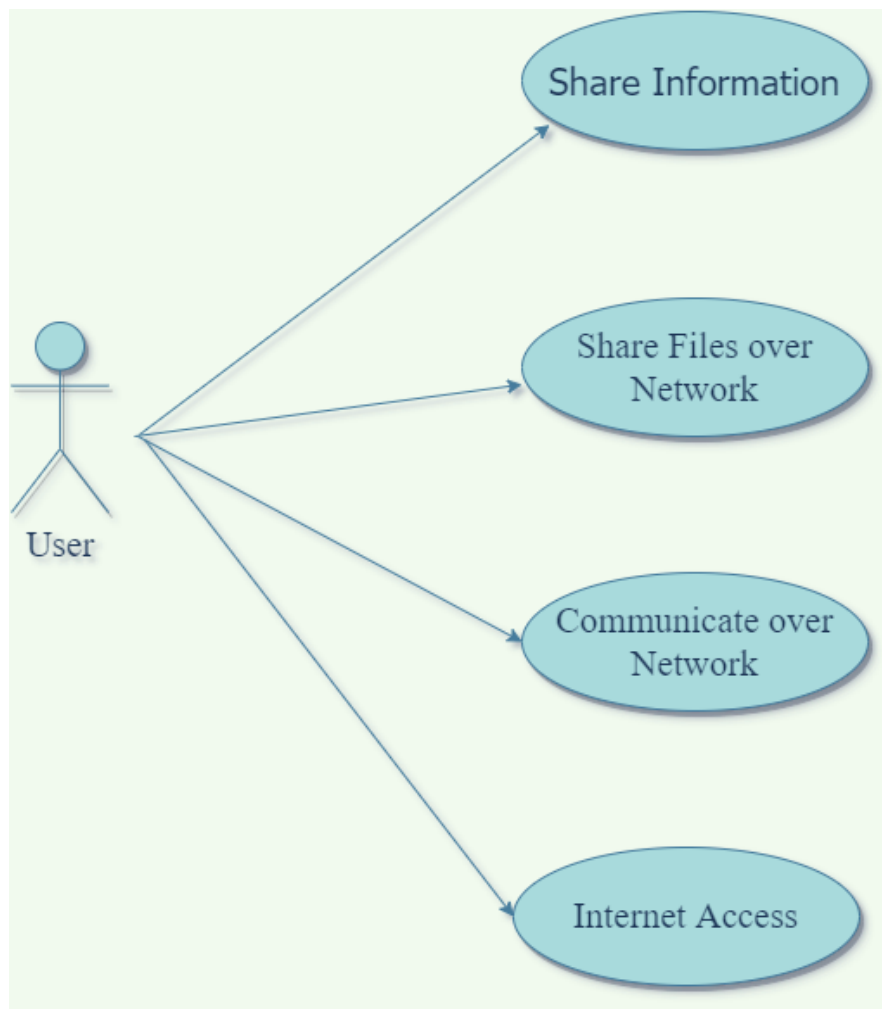 Share Information
Share Files over
Network
User
Communicate over
Network
Internet Access